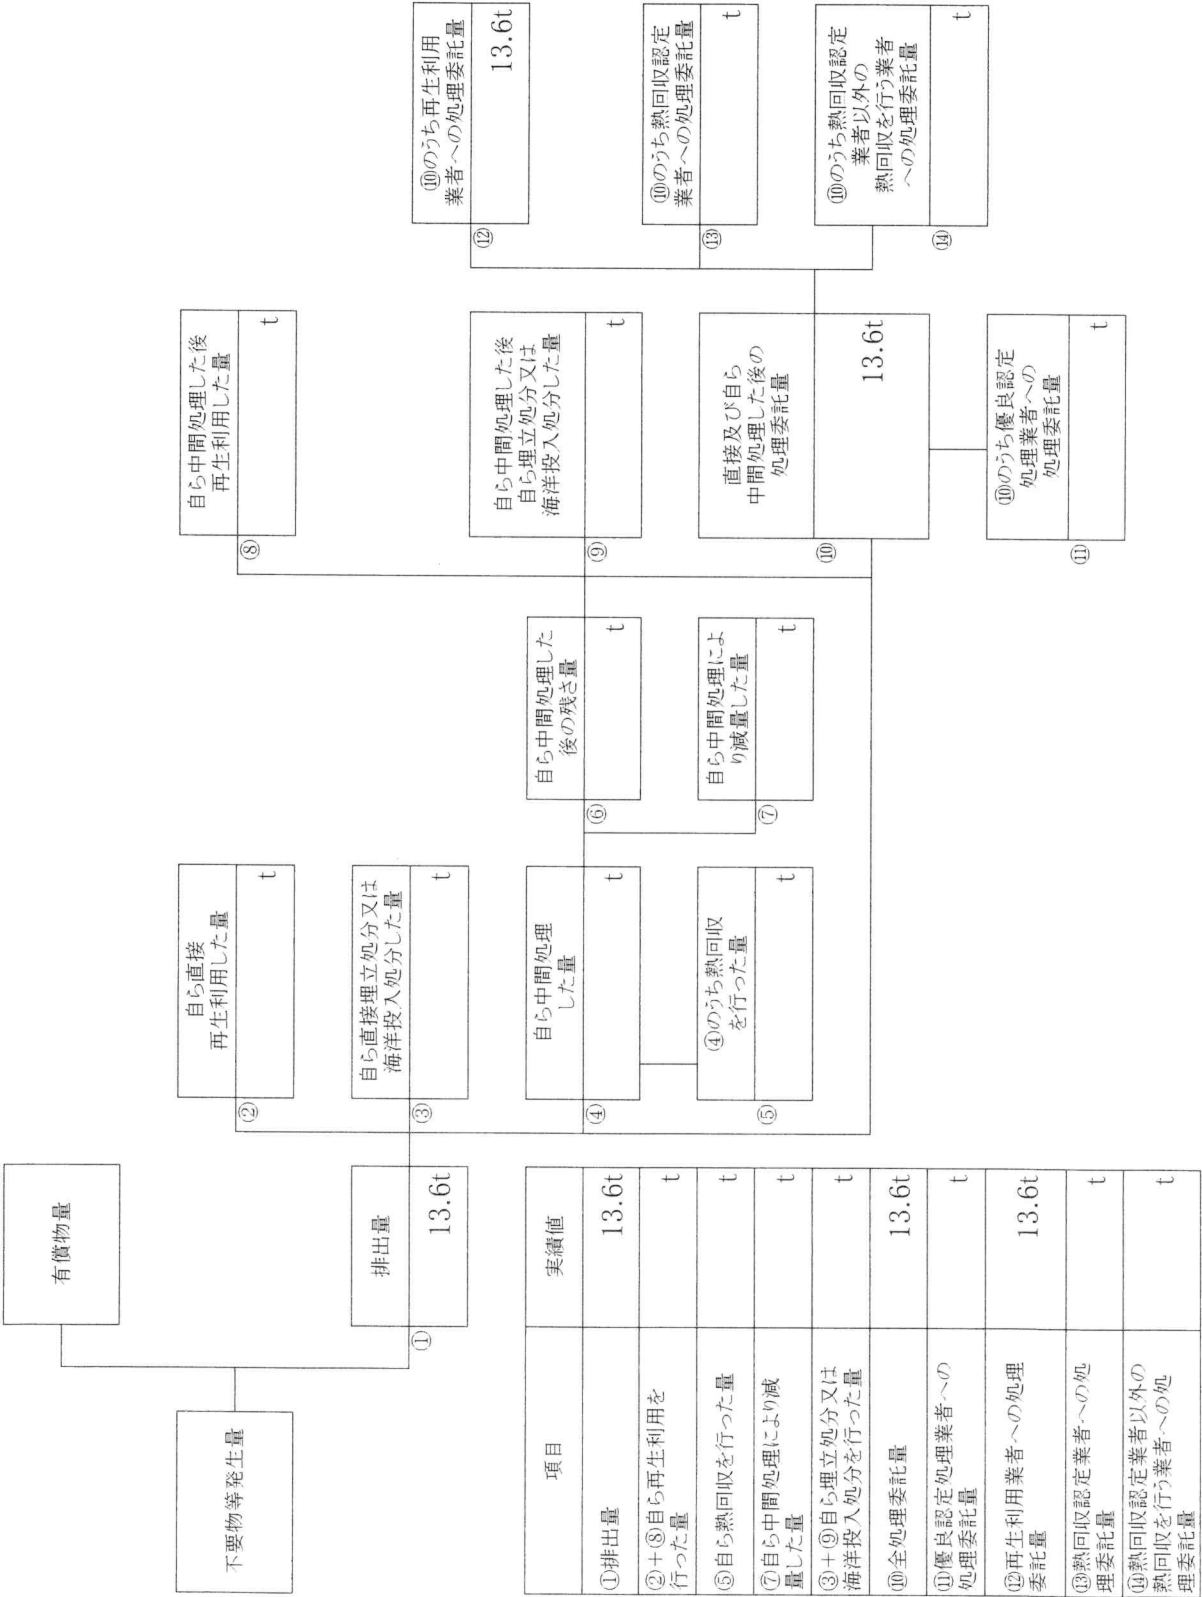 不要物等発生量
有償物量
①
排出量
13.6t
②
自ら直接
再生利用した量
t
③
自ら直接埋立処分又は
海洋投入処分した量
t
④
自ら中間処理
した量
t
⑤
④のうち熱回収
を行った量
t
⑥
自ら中間処理した
後の残さ量
t
⑦
自ら中間処理によ
り減量した量
t
⑧
自ら中間処理した後
再生利用した量
t
⑨
自ら中間処理した後
自ら埋立処分又は
海洋投入処分した量
t
⑩
直接及び自ら
中間処理した後の
処理委託量
13.6t
⑪
⑩のうち優良認定
処理業者への
処理委託量
t
⑫
⑩のうち再生利用
業者への処理委託量
13.6t
⑬
⑩のうち熱回収認定
業者への処理委託量
t
⑭
⑩のうち熱回収認定
業者以外の
熱回収を行う業者
への処理委託量
t
項目 実績値
①排出量 13.6t
②＋⑧自ら再生利用を
行った量 t
⑤自ら熱回収を行った量 t
⑦自ら中間処理により減
量した量 t
③＋⑨自ら埋立処分又は
海洋投入処分を行った量 t
⑩全処理委託量 13.6t
⑪優良認定処理業者への
処理委託量 t
⑫再生利用業者への処理
委託量 13.6t
⑬熱回収認定業者への処
理委託量 t
⑭熱回収認定業者以外の
熱回収を行う業者への処
理委託量 t